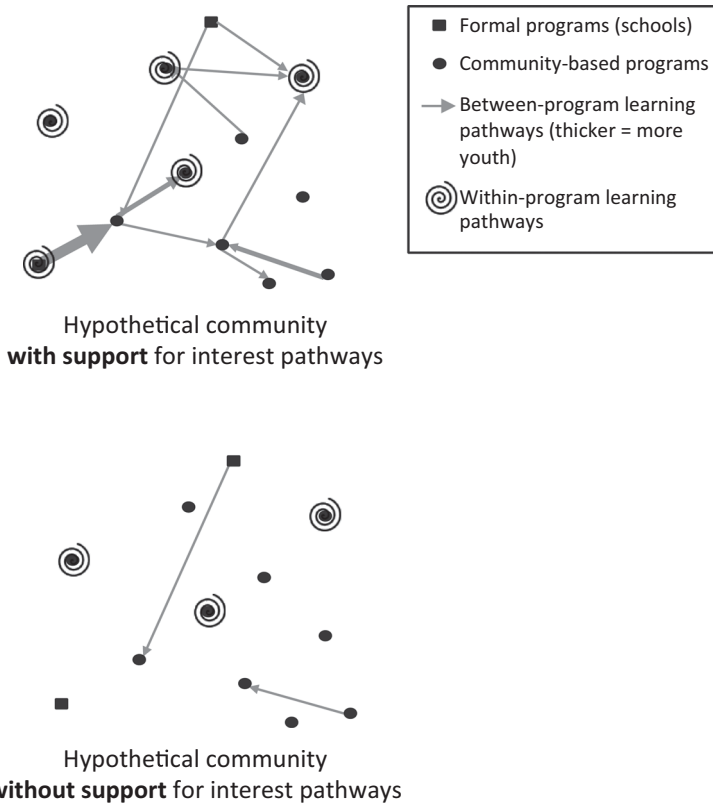 Formal programs (schools)
Community-based programs
Between-program learning
pathways (thicker = more
youth)
Within-program learning
pathways
Hypothetical community
with support for interest pathways
Hypothetical community
without support for interest pathways